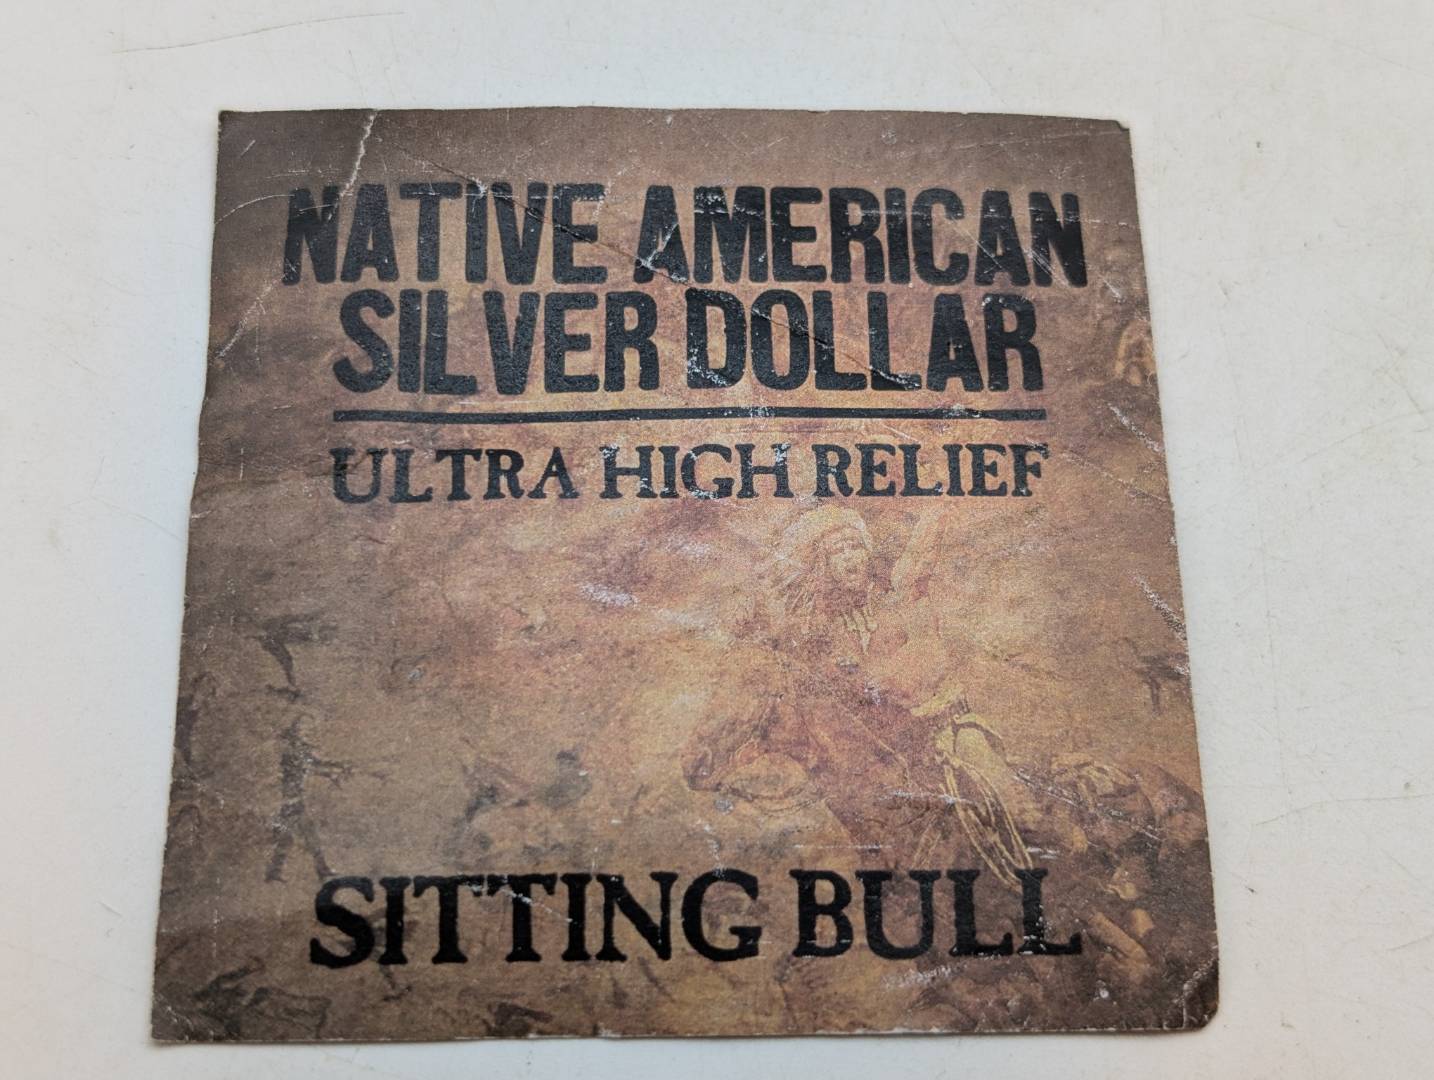 NATIVE AMERICAN
SILVER DOLLAR
ULTRA HIGH RELIEF
SITTING BULL